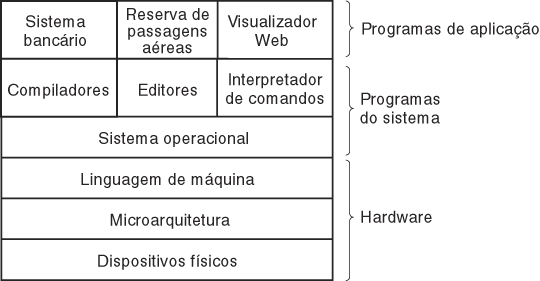 Sistema
bancário
Reserva de
passagens
aéreas
Visualizador
Web
Programas de aplicação
Compiladores
Editores
Interpretador
de comandos
Programas
do sistema
Sistema operacional
Linguagem de máquina
Microarquitetura
Hardware
Dispositivos físicos